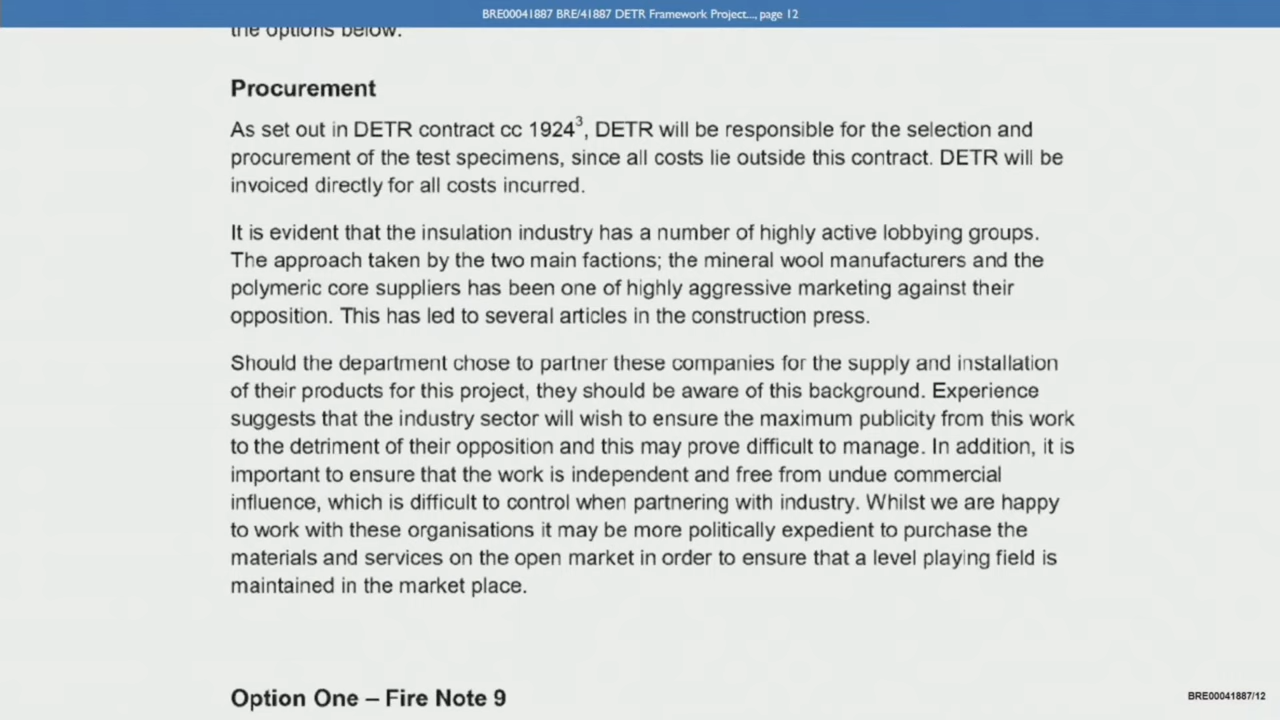 BRE00041887 BRE/41887 DETR Framework Project..., page 12
the options below.
Procurement
As set out in DETR contract cc 1924³, DETR will be responsible for the selection and
procurement of the test specimens, since all costs lie outside this contract. DETR will be
invoiced directly for all costs incurred.
It is evident that the insulation industry has a number of highly active lobbying groups.
The approach taken by the two main factions; the mineral wool manufacturers and the
polymeric core suppliers has been one of highly aggressive marketing against their
opposition. This has led to several articles in the construction press.
Should the department chose to partner these companies for the supply and installation
of their products for this project, they should be aware of this background. Experience
suggests that the industry sector will wish to ensure the maximum publicity from this work
to the detriment of their opposition and this may prove difficult to manage. In addition, it is
important to ensure that the work is independent and free from undue commercial
influence, which is difficult to control when partnering with industry. Whilst we are happy
to work with these organisations it may be more politically expedient to purchase the
materials and services on the open market in order to ensure that a level playing field is
maintained in the market place.
Option One – Fire Note 9
BRE00041887/12